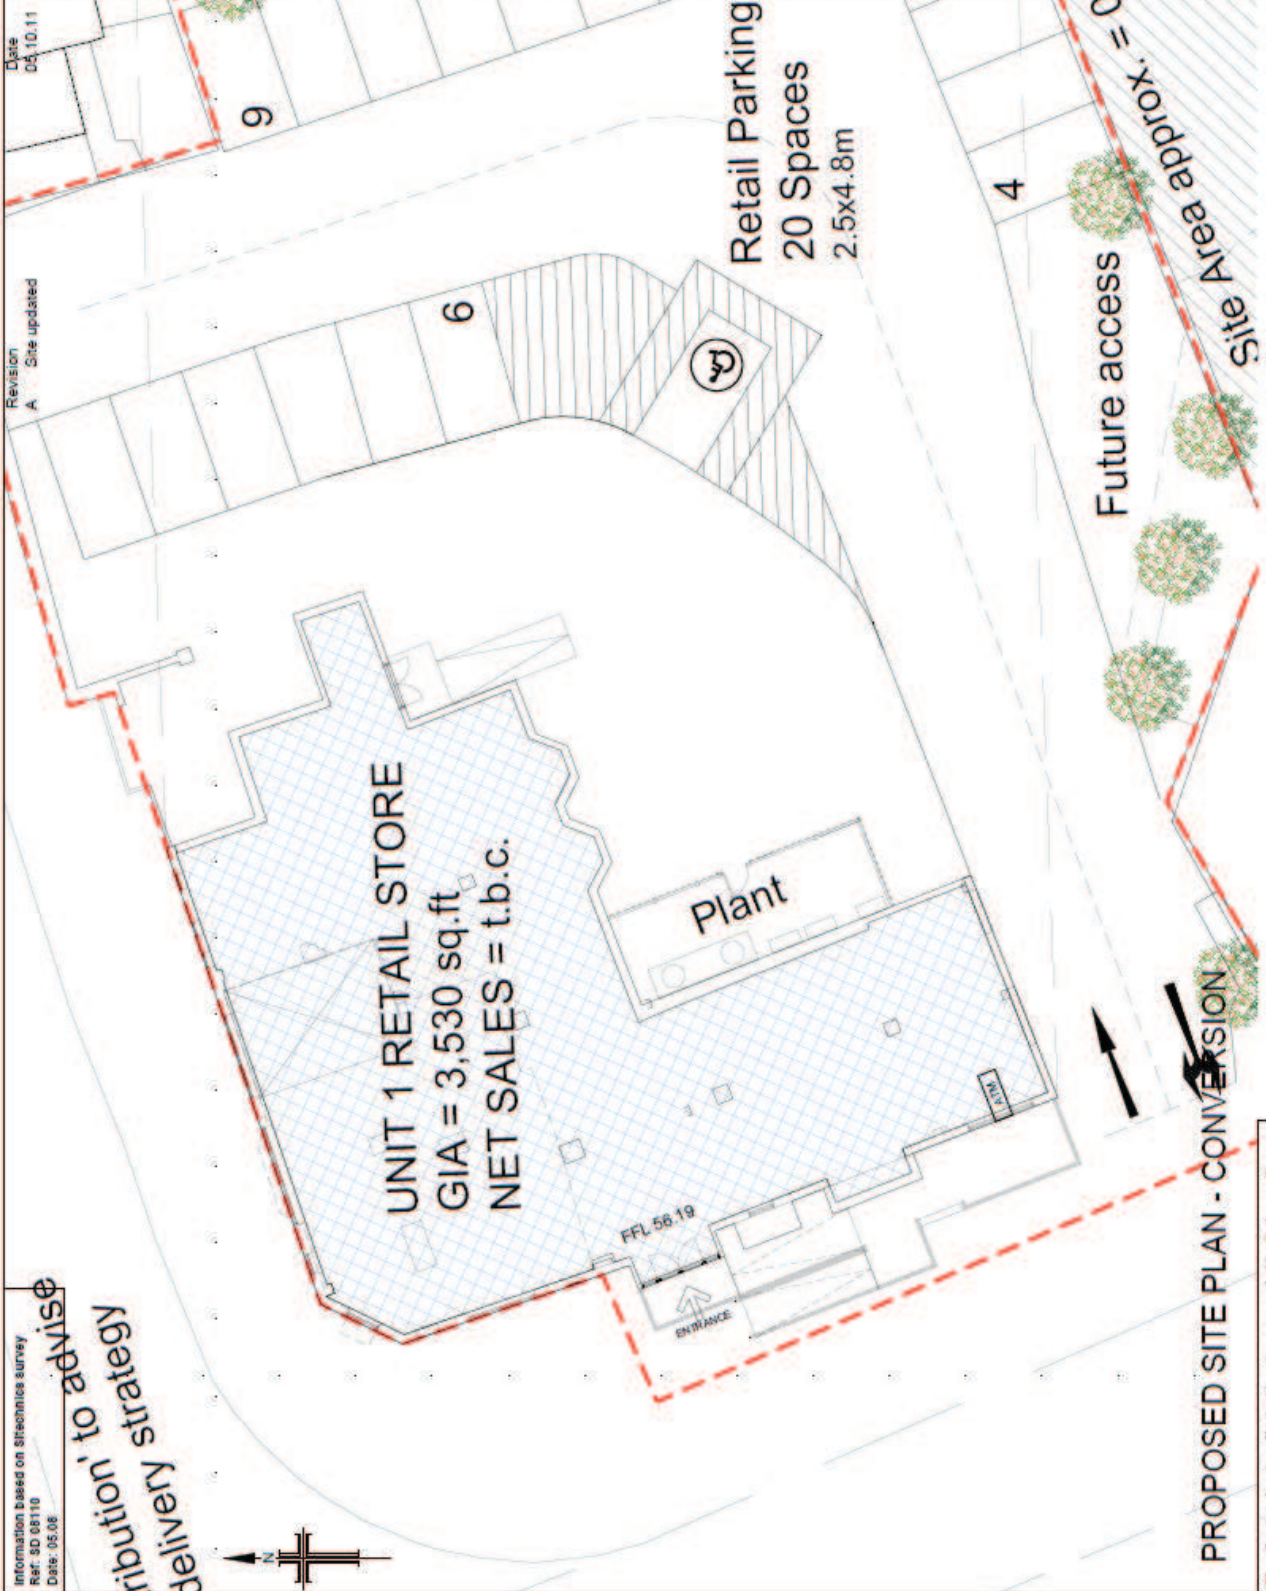 Information based on Sitechnics survey
Ref: SD 08110
Date: 05.08
Revision
A Site updated
Date
05.10.11
to advise
delivery strategy
N
UNIT 1 RETAIL STORE
GIA = 3,530 sq.ft
NET SALES = t.b.c.
9
6
Retail Parking
20 Spaces
2.5x4.8m
4
Plant
FFL 56.19
ENTRANCE
ATM
Future access
Site Area approx. = 0
PROPOSED SITE PLAN - CONVERSION